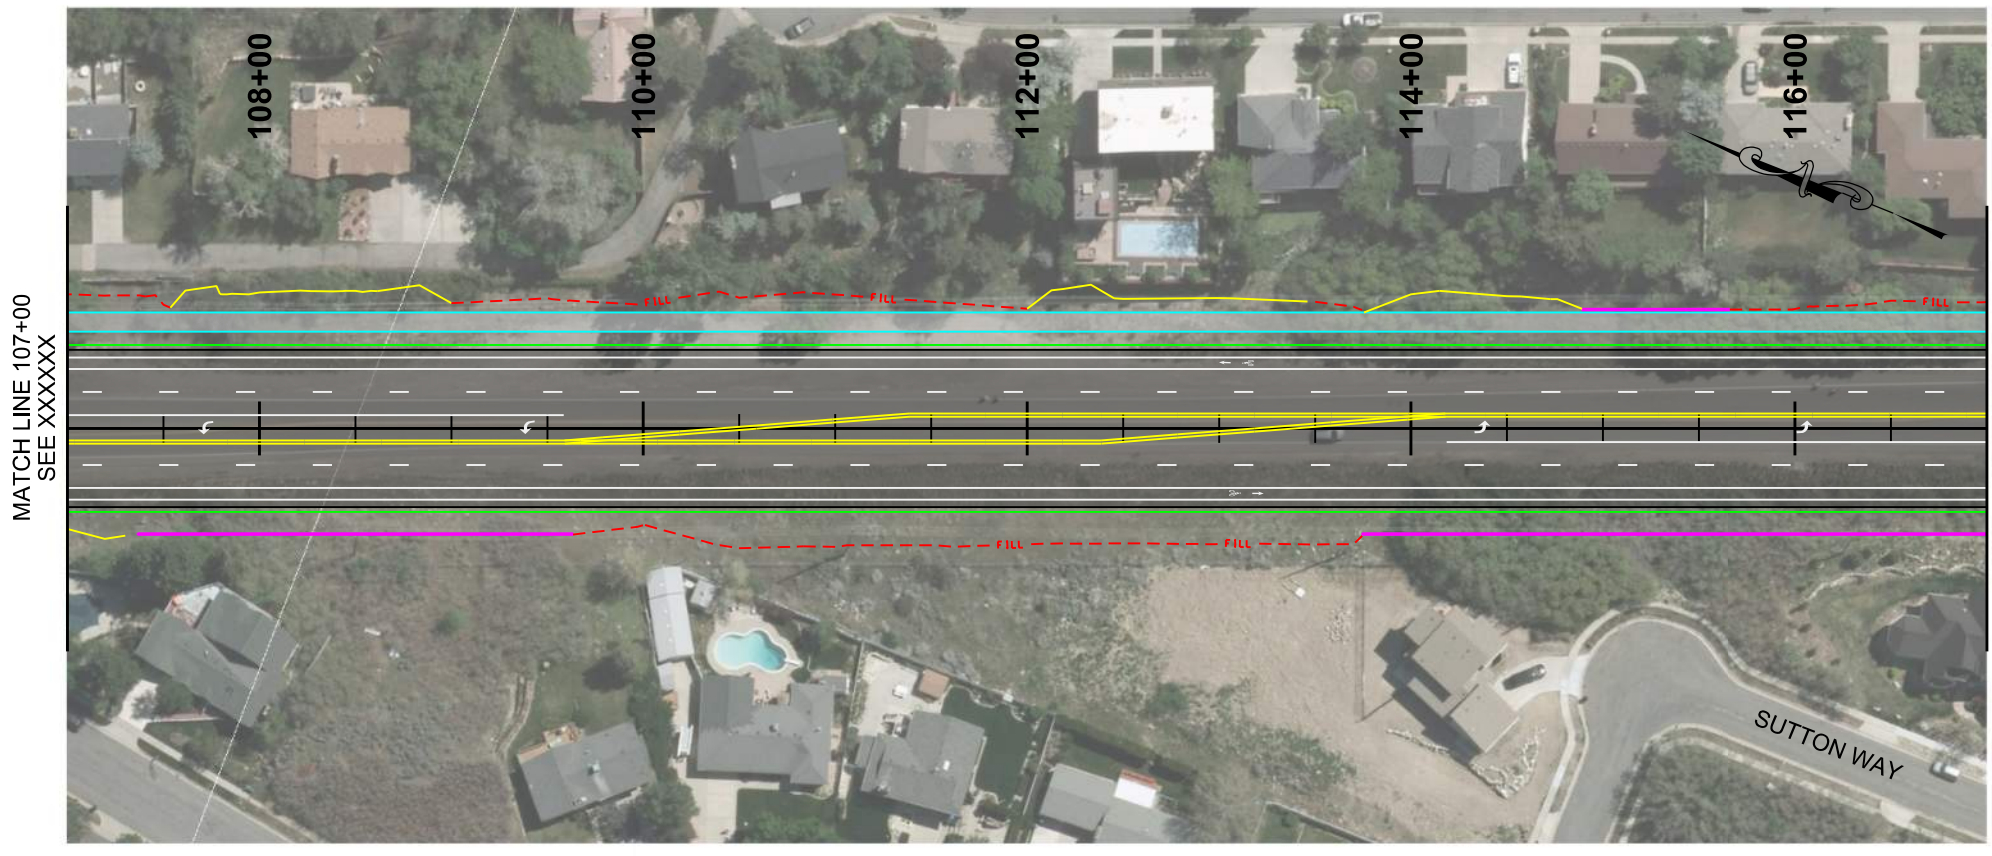 108+00
110+00
112+00
114+00
116+00
MATCH LINE 107+00
SEE XXXXXX
FILL
FILL
FILL
FILL
FILL
SUTTON WAY